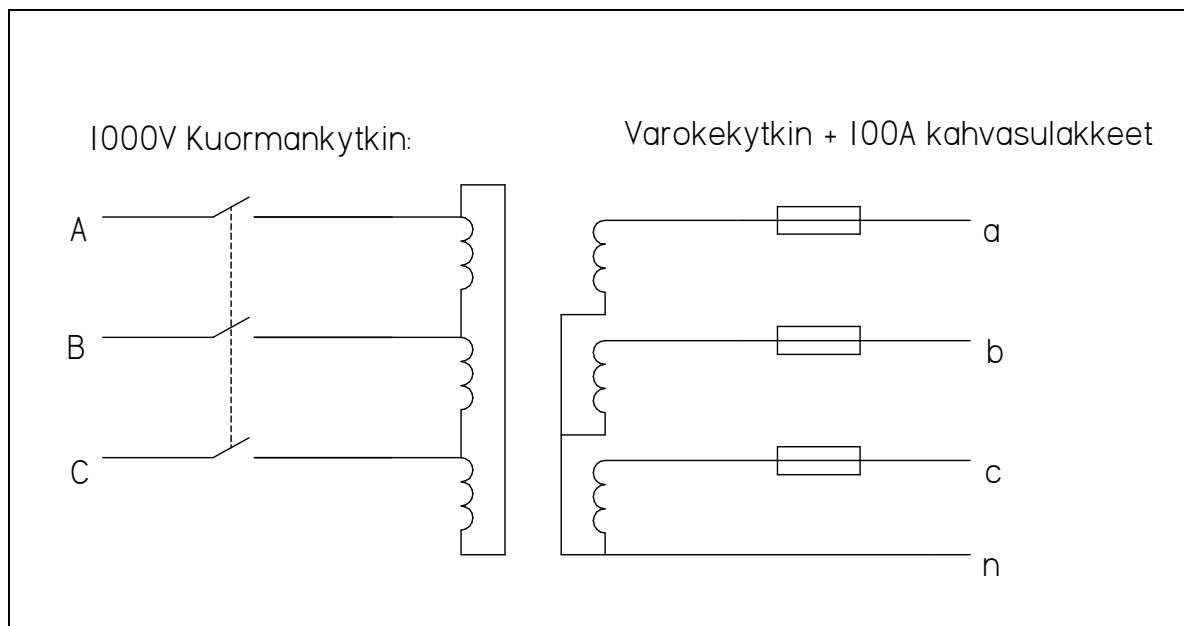 1000V Kuormankytkin:
Varokekytkin + 100A kahvasulakkeet
A
a
B
b
C
c
n